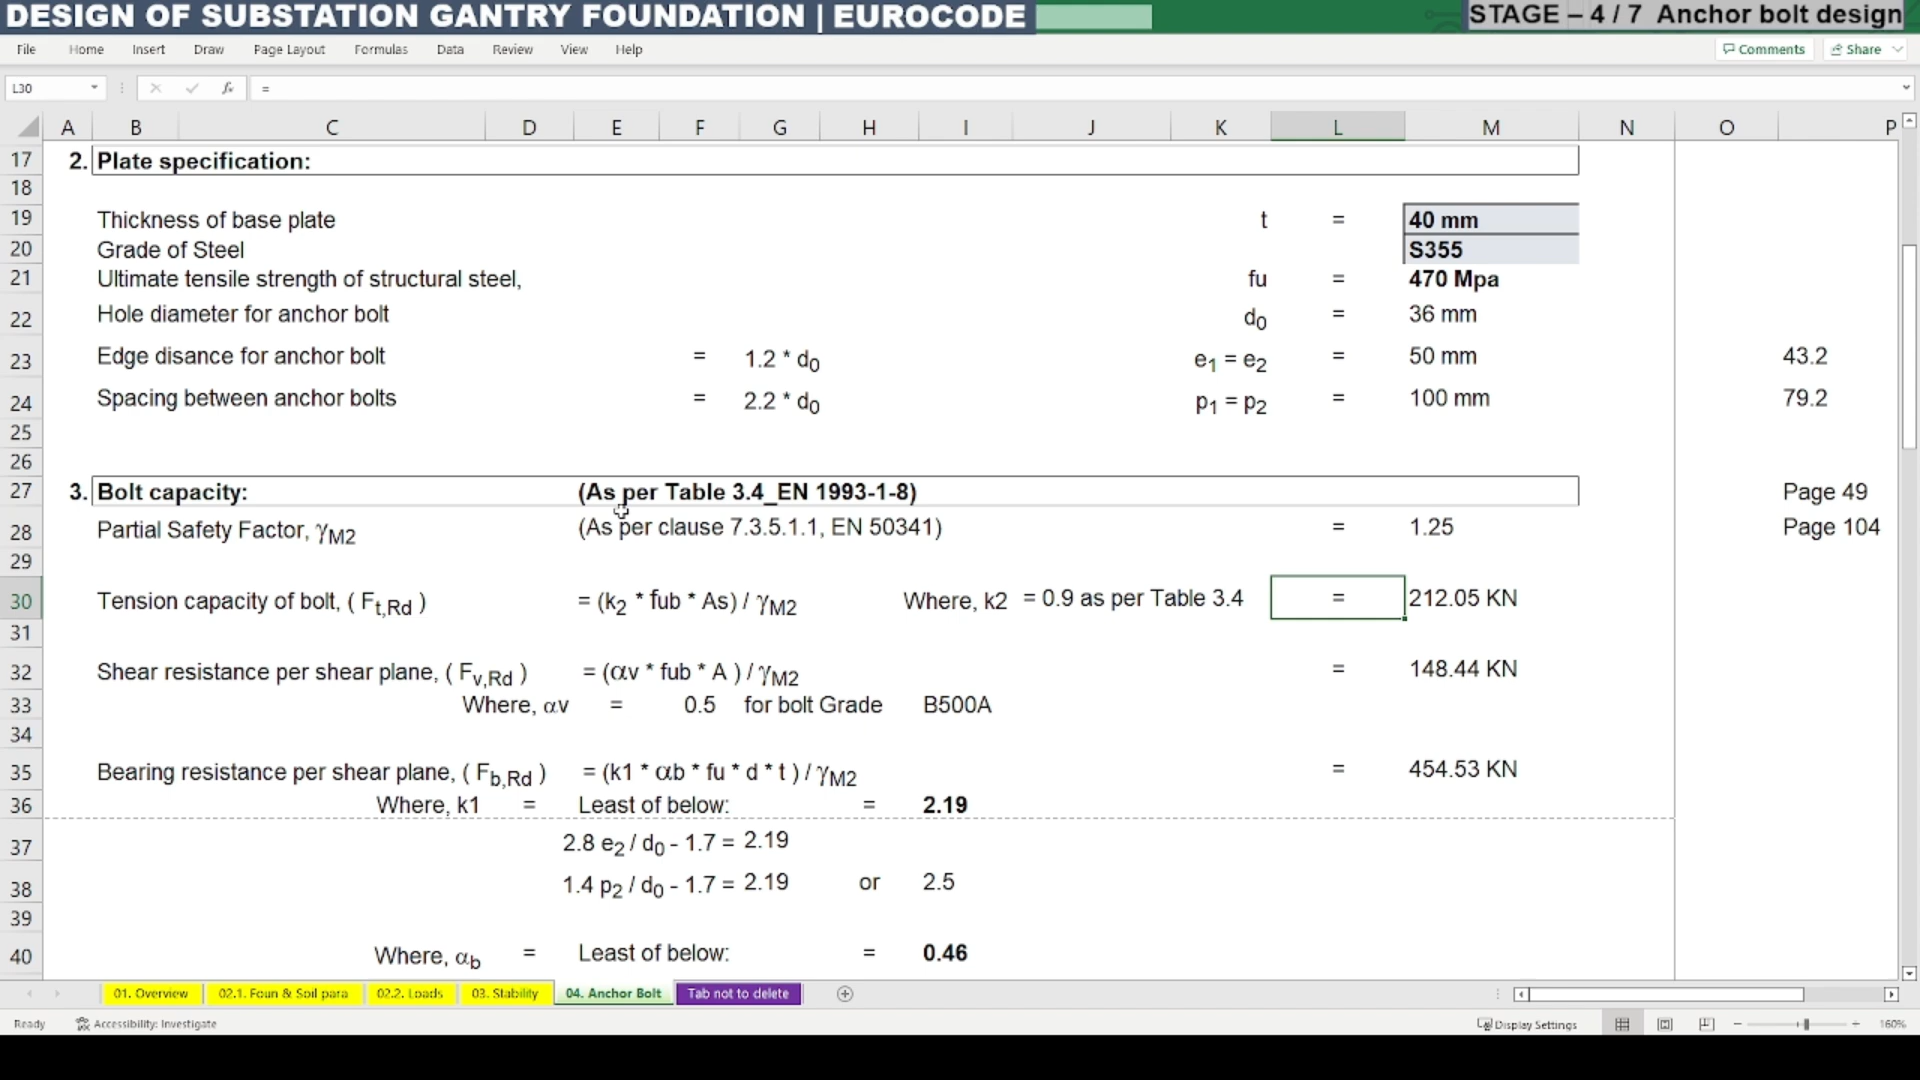 DESIGN OF SUBSTATION GANTRY FOUNDATION | EUROCODE
STAGE – 4 / 7 Anchor bolt design
File Home Insert Draw Page Layout Formulas Data Review View Help Comments Share
L30 fx =
A B C D E F G H I J K L M N O P
17 2. Plate specification:
18
19 Thickness of base plate t = 40 mm
20 Grade of Steel S355
21 Ultimate tensile strength of structural steel, fu = 470 Mpa
22 Hole diameter for anchor bolt d0 = 36 mm
23 Edge disance for anchor bolt = 1.2 * d0 e1 = e2 = 50 mm 43.2
24 Spacing between anchor bolts = 2.2 * d0 p1 = p2 = 100 mm 79.2
25
26
27 3. Bolt capacity: (As per Table 3.4_EN 1993-1-8) Page 49
28 Partial Safety Factor, γM2 (As per clause 7.3.5.1.1, EN 50341) = 1.25 Page 104
29
30 Tension capacity of bolt, ( Ft,Rd ) = (k2 * fub * As) / γM2 Where, k2 = 0.9 as per Table 3.4 = 212.05 KN
31
32 Shear resistance per shear plane, ( Fv,Rd ) = (αv * fub * A ) / γM2 = 148.44 KN
33 Where, αv = 0.5 for bolt Grade B500A
34
35 Bearing resistance per shear plane, ( Fb,Rd ) = (k1 * αb * fu * d * t ) / γM2 = 454.53 KN
36 Where, k1 = Least of below: = 2.19
37 2.8 e2 / d0 - 1.7 = 2.19
38 1.4 p2 / d0 - 1.7 = 2.19 or 2.5
39
40 Where, αb = Least of below: = 0.46
01. Overview 02.1. Foun & Soil para 02.2. Loads 03. Stability 04. Anchor Bolt Tab not to delete
Ready Accessibility: Investigate Display Settings 160%